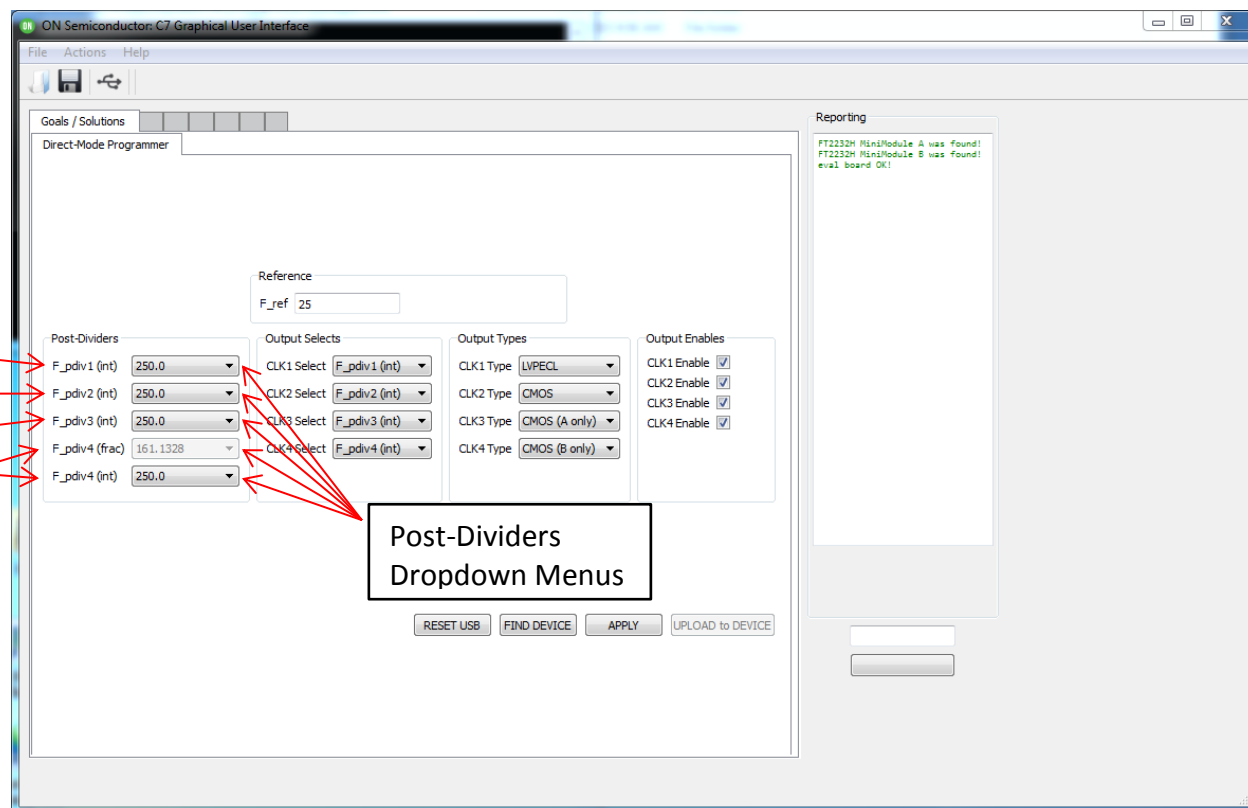 ON Semiconductor: C7 Graphical User Interface
File Actions Help
Goals / Solutions
Direct-Mode Programmer
Reference
F_ref 25
Post-Dividers
F_pdiv1 (int) 250.0
F_pdiv2 (int) 250.0
F_pdiv3 (int) 250.0
F_pdiv4 (frac) 161.1328
F_pdiv4 (int) 250.0
Output Selects
CLK1 Select F_pdiv1 (int)
CLK2 Select F_pdiv2 (int)
CLK3 Select F_pdiv3 (int)
CLK4 Select F_pdiv4 (int)
Output Types
CLK1 Type LVPECL
CLK2 Type CMOS
CLK3 Type CMOS (A only)
CLK4 Type CMOS (B only)
Output Enables
CLK1 Enable
CLK2 Enable
CLK3 Enable
CLK4 Enable
Post-Dividers
Dropdown Menus
RESET USB FIND DEVICE APPLY UPLOAD to DEVICE
Reporting
FT2232H MiniModule A was found!
FT2232H MiniModule B was found!
eval board OK!